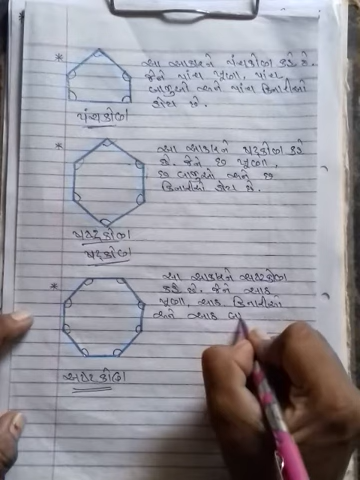 આ આકારને પંચકોણ કહે છે.
જેને પાંચ ખૂણા, પાંચ
બાજુઓ અને પાંચ કિનારીઓ
હોય છે.
પંચકોણ
આ આકારને ષટ્કોણ કહે
છે. જેને છ ખૂણા,
છ બાજુઓ અને છ
કિનારીઓ હોય છે.
ષટ્કોણ
આ આકારને અષ્ટકોણ
કહે છે. જેને આઠ
ખૂણા, આઠ કિનારીઓ
અને આઠ બા
અષ્ટકોણ